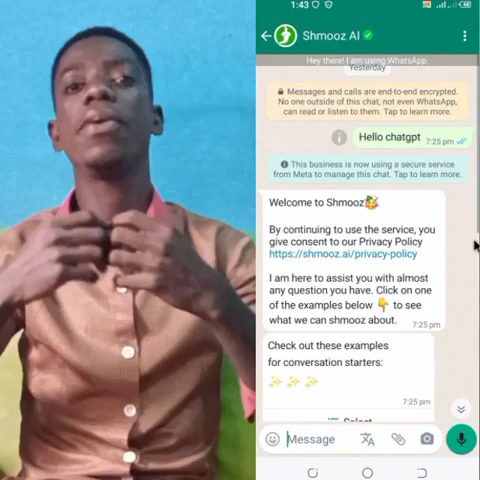 1:43
Shmooz AI
Hey there! I am using WhatsApp.
Yesterday
Messages and calls are end-to-end encrypted.
No one outside of this chat, not even WhatsApp,
can read or listen to them. Tap to learn more.
Hello chatgpt 7:25 pm
This business is now using a secure service
from Meta to manage this chat. Tap to learn more.
Welcome to Shmooz
By continuing to use the service, you
give consent to our Privacy Policy
https://shmooz.ai/privacy-policy
I am here to assist you with almost
any question you have. Click on one
of the examples below 👇 to see
what we can shmooz about. 7:25 pm
Check out these examples
for conversation starters:
✨ ✨ ✨
7:25 pm
Select
Message